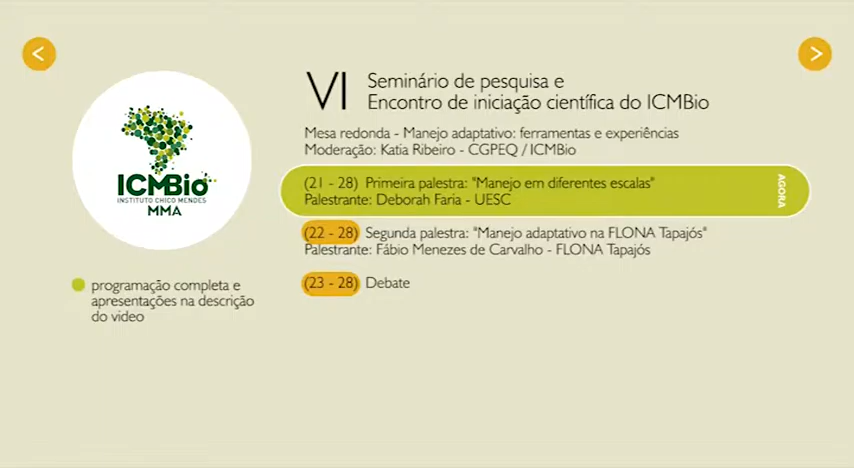 VI Seminário de pesquisa e
Encontro de iniciação científica do ICMBio
Mesa redonda - Manejo adaptativo: ferramentas e experiências
Moderação: Katia Ribeiro - CGPEQ / ICMBio
(21 - 28) Primeira palestra: "Manejo em diferentes escalas"
Palestrante: Deborah Faria - UESC
AGORA
(22 - 28) Segunda palestra: "Manejo adaptativo na FLONA Tapajós"
Palestrante: Fábio Menezes de Carvalho - FLONA Tapajós
(23 - 28) Debate
ICMBio
INSTITUTO CHICO MENDES
MMA
programação completa e
apresentações na descrição
do video